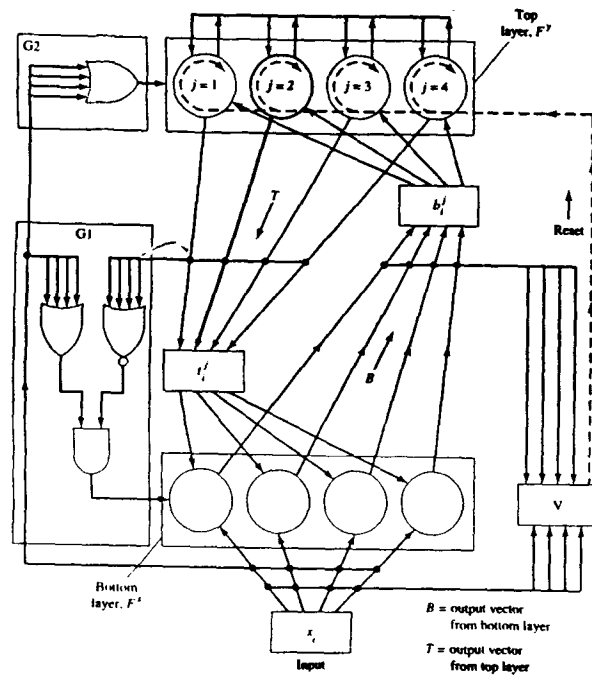 G2
Top
layer, F^y
j = 1
j = 2
j = 3
j = 4
T
b_i^j
Reset
G1
t_i^j
B
V
Bottom
layer, F^x
x_i
Input
B = output vector
from bottom layer
T = output vector
from top layer